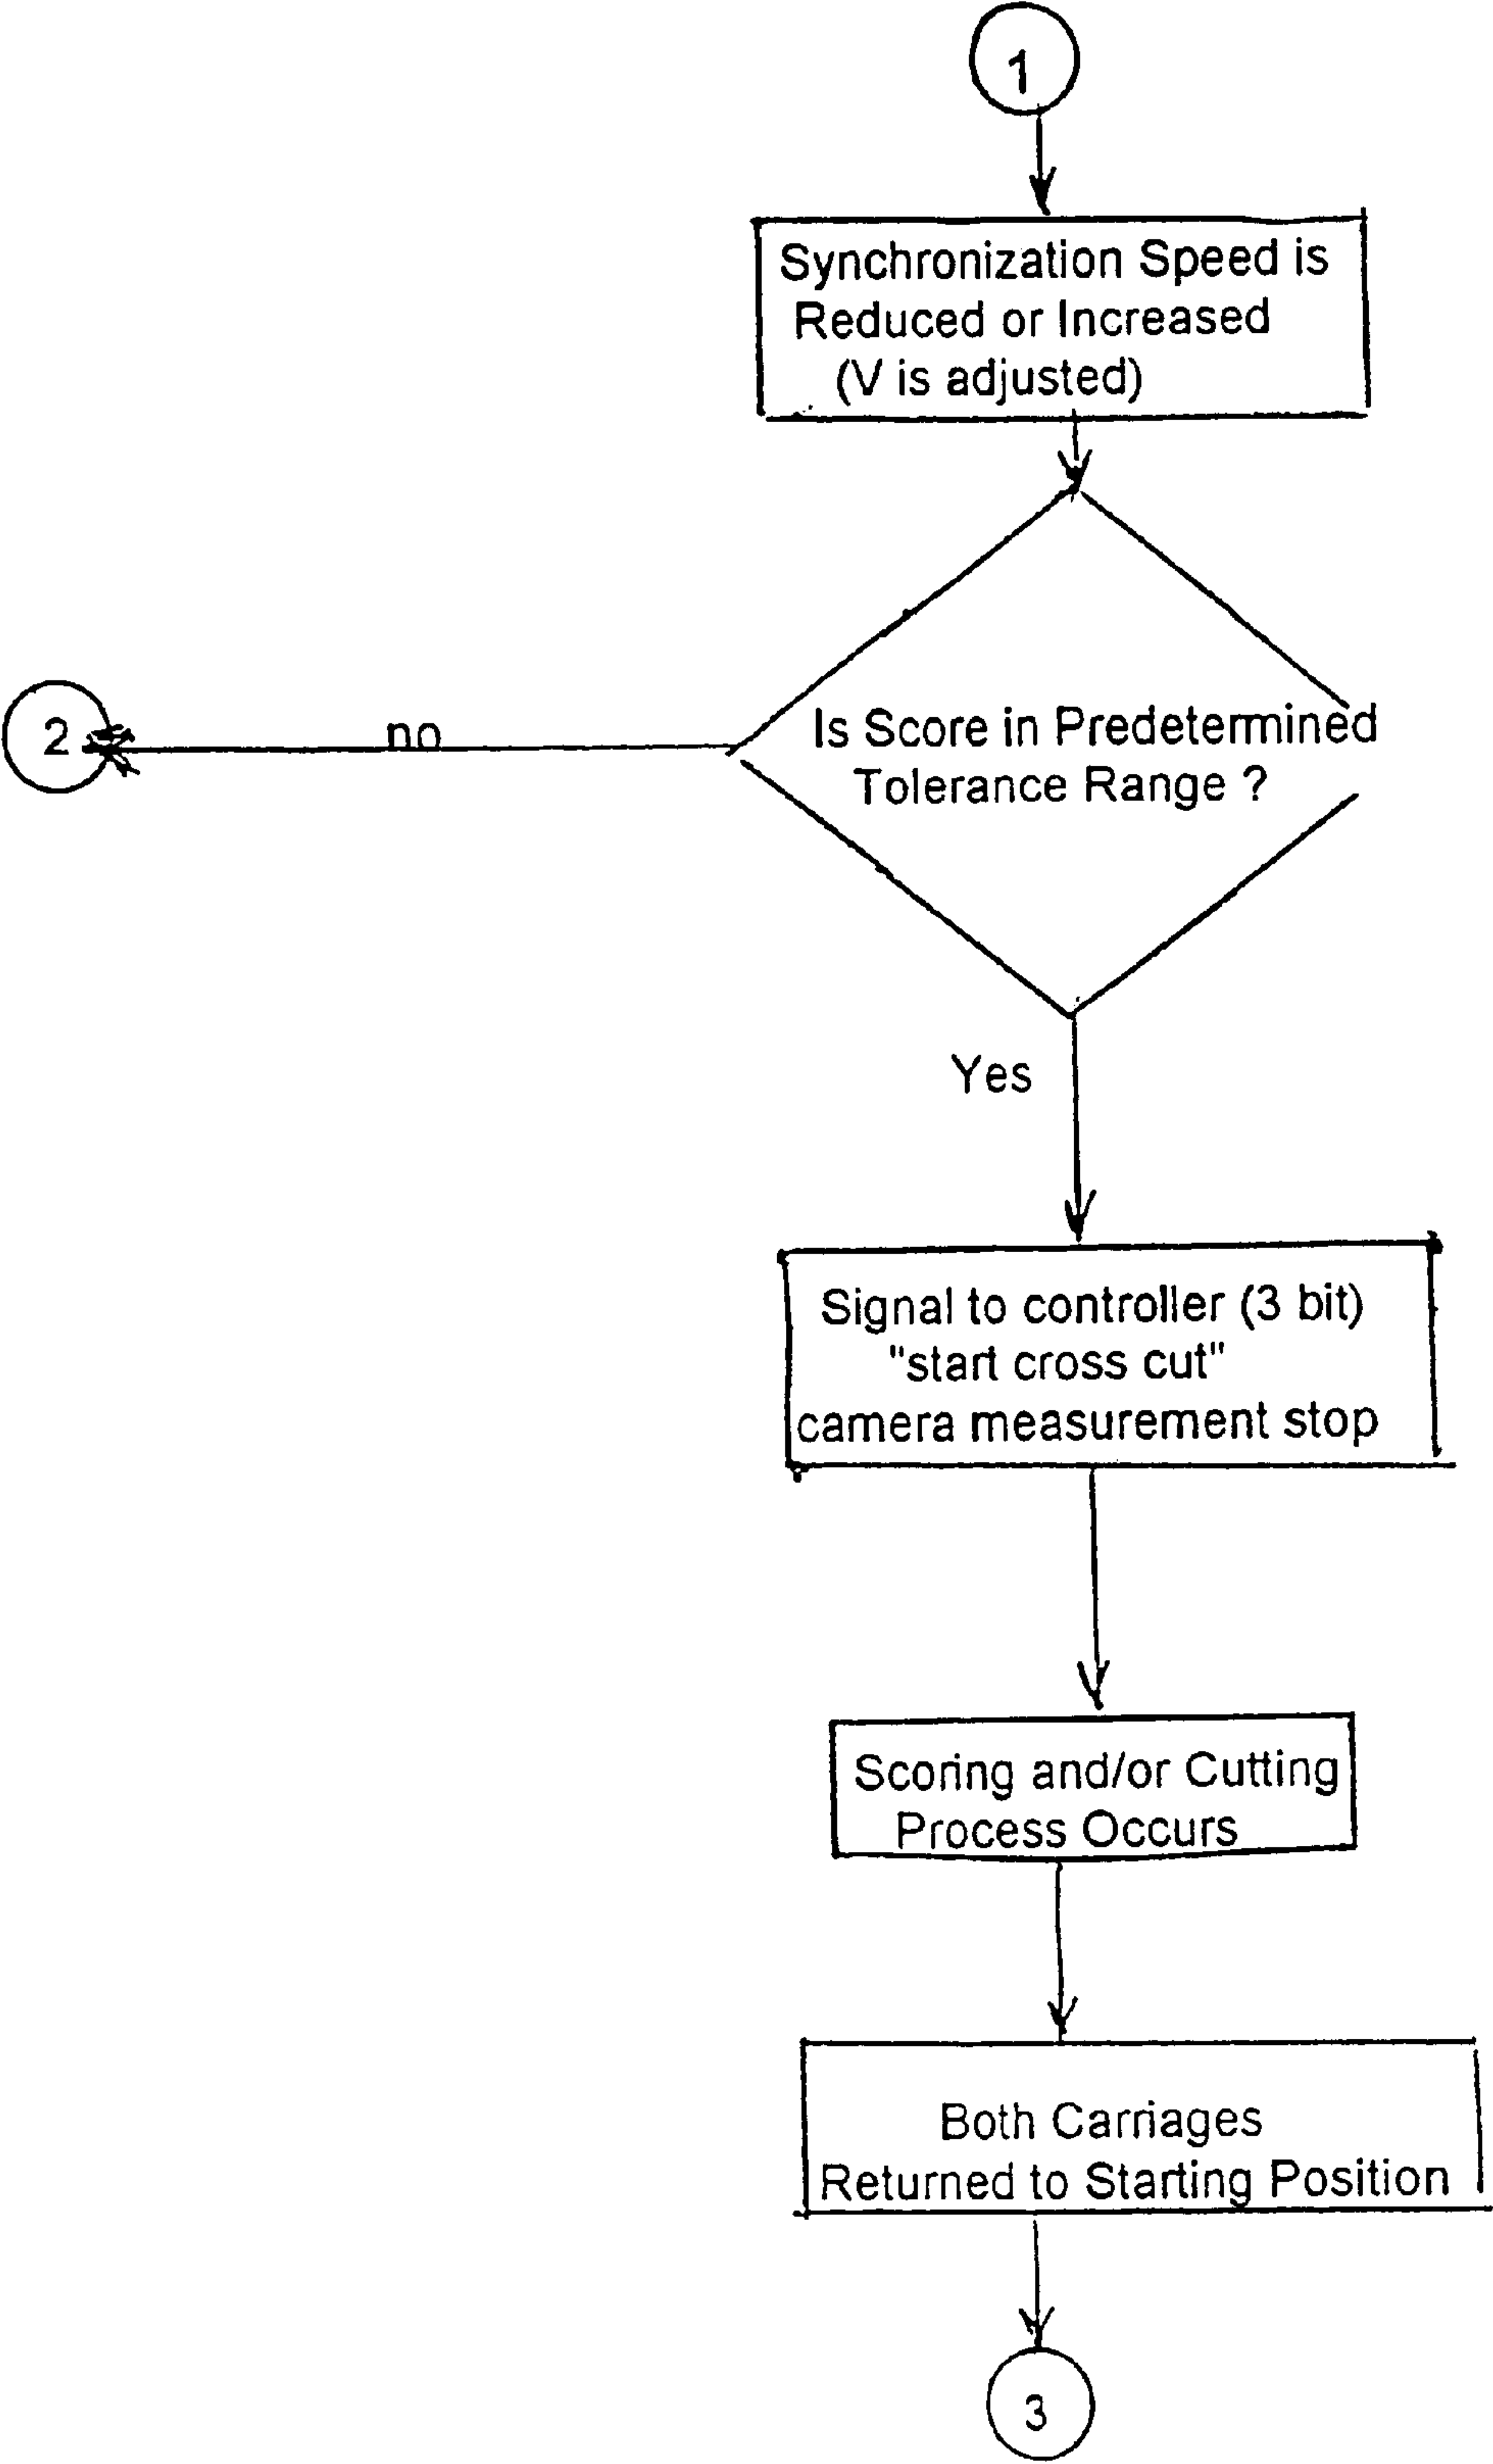 1
Synchronization Speed is
Reduced or Increased
(V is adjusted)
Is Score in Predetermined
Tolerance Range ?
no
2
Yes
Signal to controller (3 bit)
"start cross cut"
camera measurement stop
Scoring and/or Cutting
Process Occurs
Both Carriages
Returned to Starting Position
3